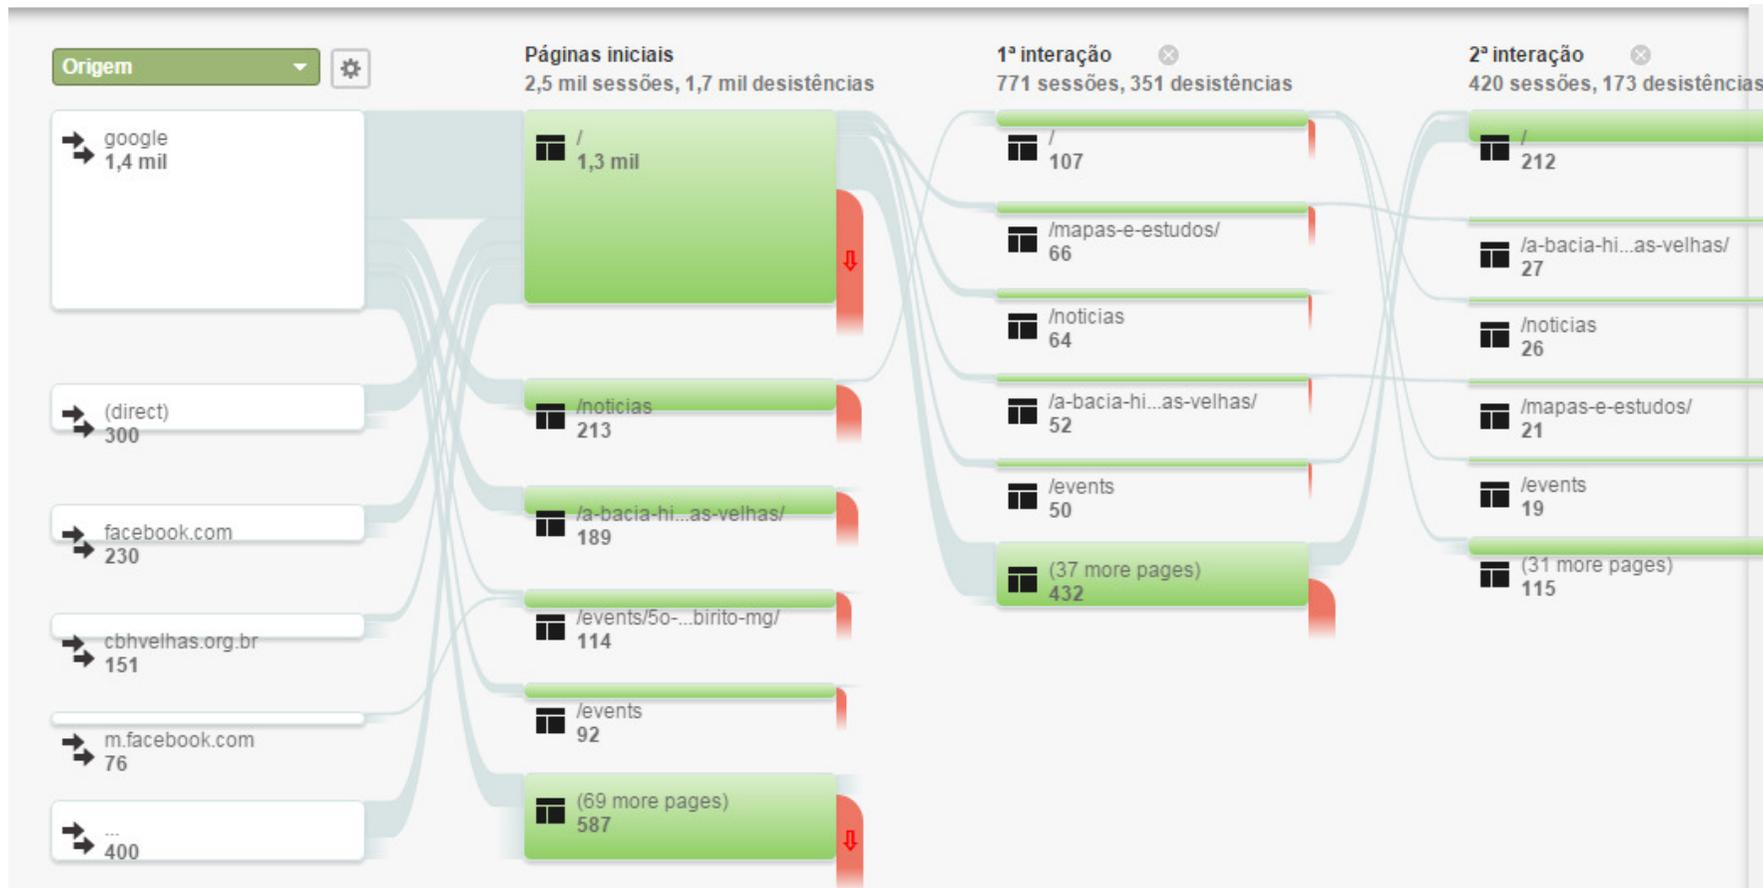 Origem
google
1,4 mil
(direct)
300
facebook.com
230
cbhvelhas.org.br
151
m.facebook.com
76
...
400
Páginas iniciais
2,5 mil sessões, 1,7 mil desistências
/
1,3 mil
/noticias
213
/a-bacia-hi...as-velhas/
189
/events/5o-...birito-mg/
114
/events
92
(69 more pages)
587
1ª interação
771 sessões, 351 desistências
/
107
/mapas-e-estudos/
66
/noticias
64
/a-bacia-hi...as-velhas/
52
/events
50
(37 more pages)
432
2ª interação
420 sessões, 173 desistências
/
212
/a-bacia-hi...as-velhas/
27
/noticias
26
/mapas-e-estudos/
21
/events
19
(31 more pages)
115